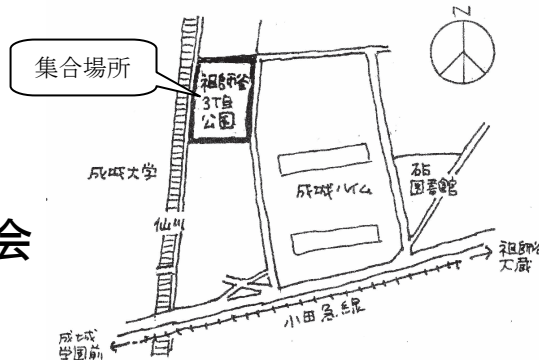 集合場所
祖師谷
3丁目
公園
成城大学
仙川
成城ハイム
砧
図書館
会
小田急線
祖師谷
大蔵
成城
学園前